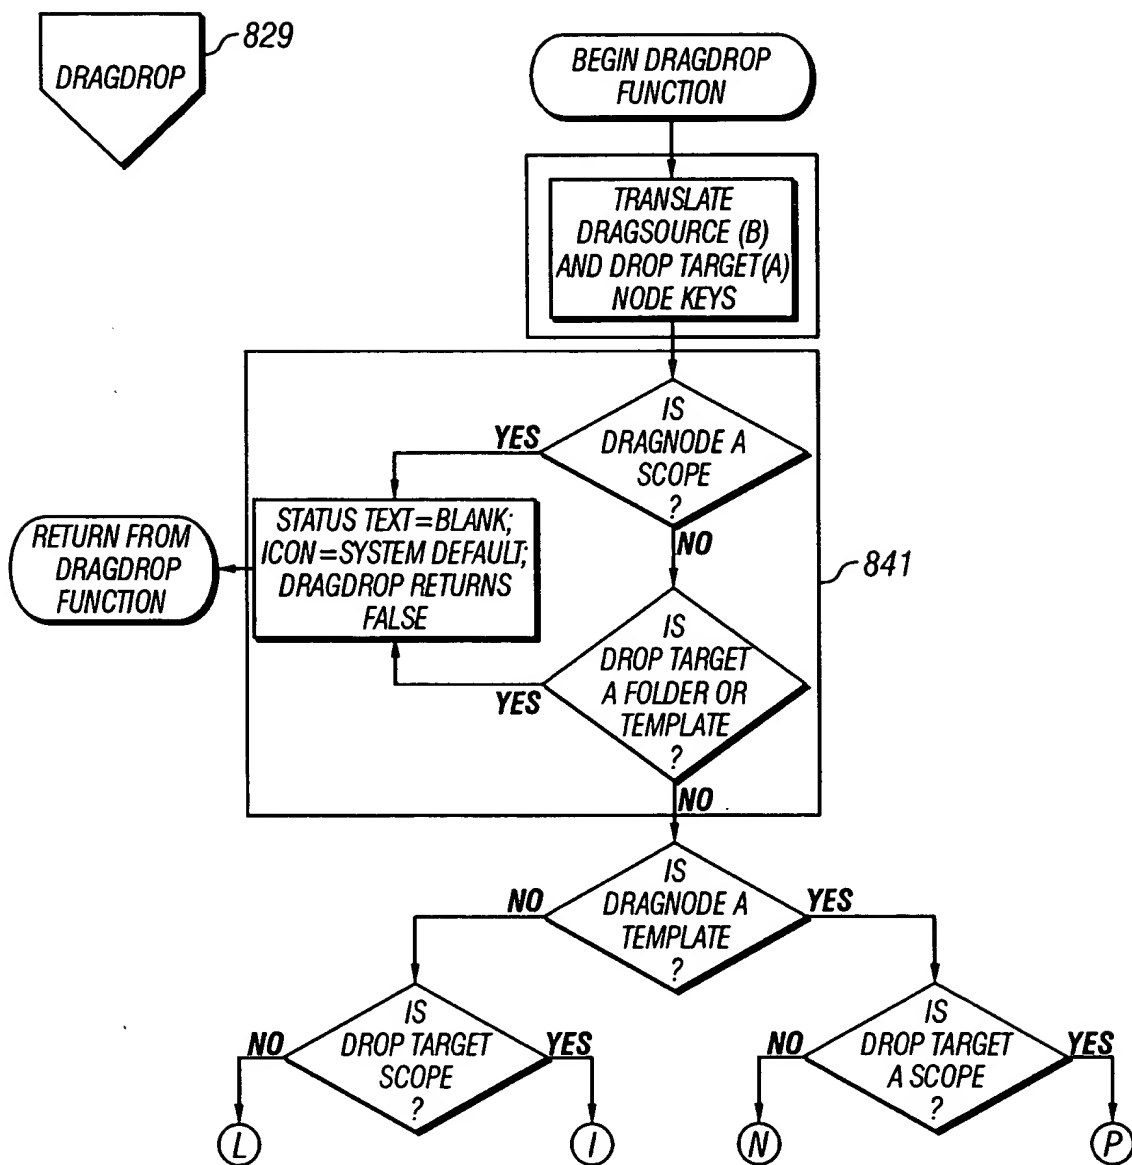 DRAGDROP
829
BEGIN DRAGDROP
FUNCTION
TRANSLATE
DRAGSOURCE (B)
AND DROP TARGET(A)
NODE KEYS
IS
DRAGNODE A
SCOPE
?
YES
NO
STATUS TEXT=BLANK;
ICON=SYSTEM DEFAULT;
DRAGDROP RETURNS
FALSE
RETURN FROM
DRAGDROP
FUNCTION
841
IS
DROP TARGET
A FOLDER OR
TEMPLATE
?
YES
NO
IS
DRAGNODE A
TEMPLATE
?
NO
YES
IS
DROP TARGET
SCOPE
?
NO
YES
IS
DROP TARGET
A SCOPE
?
NO
YES
L
I
N
P